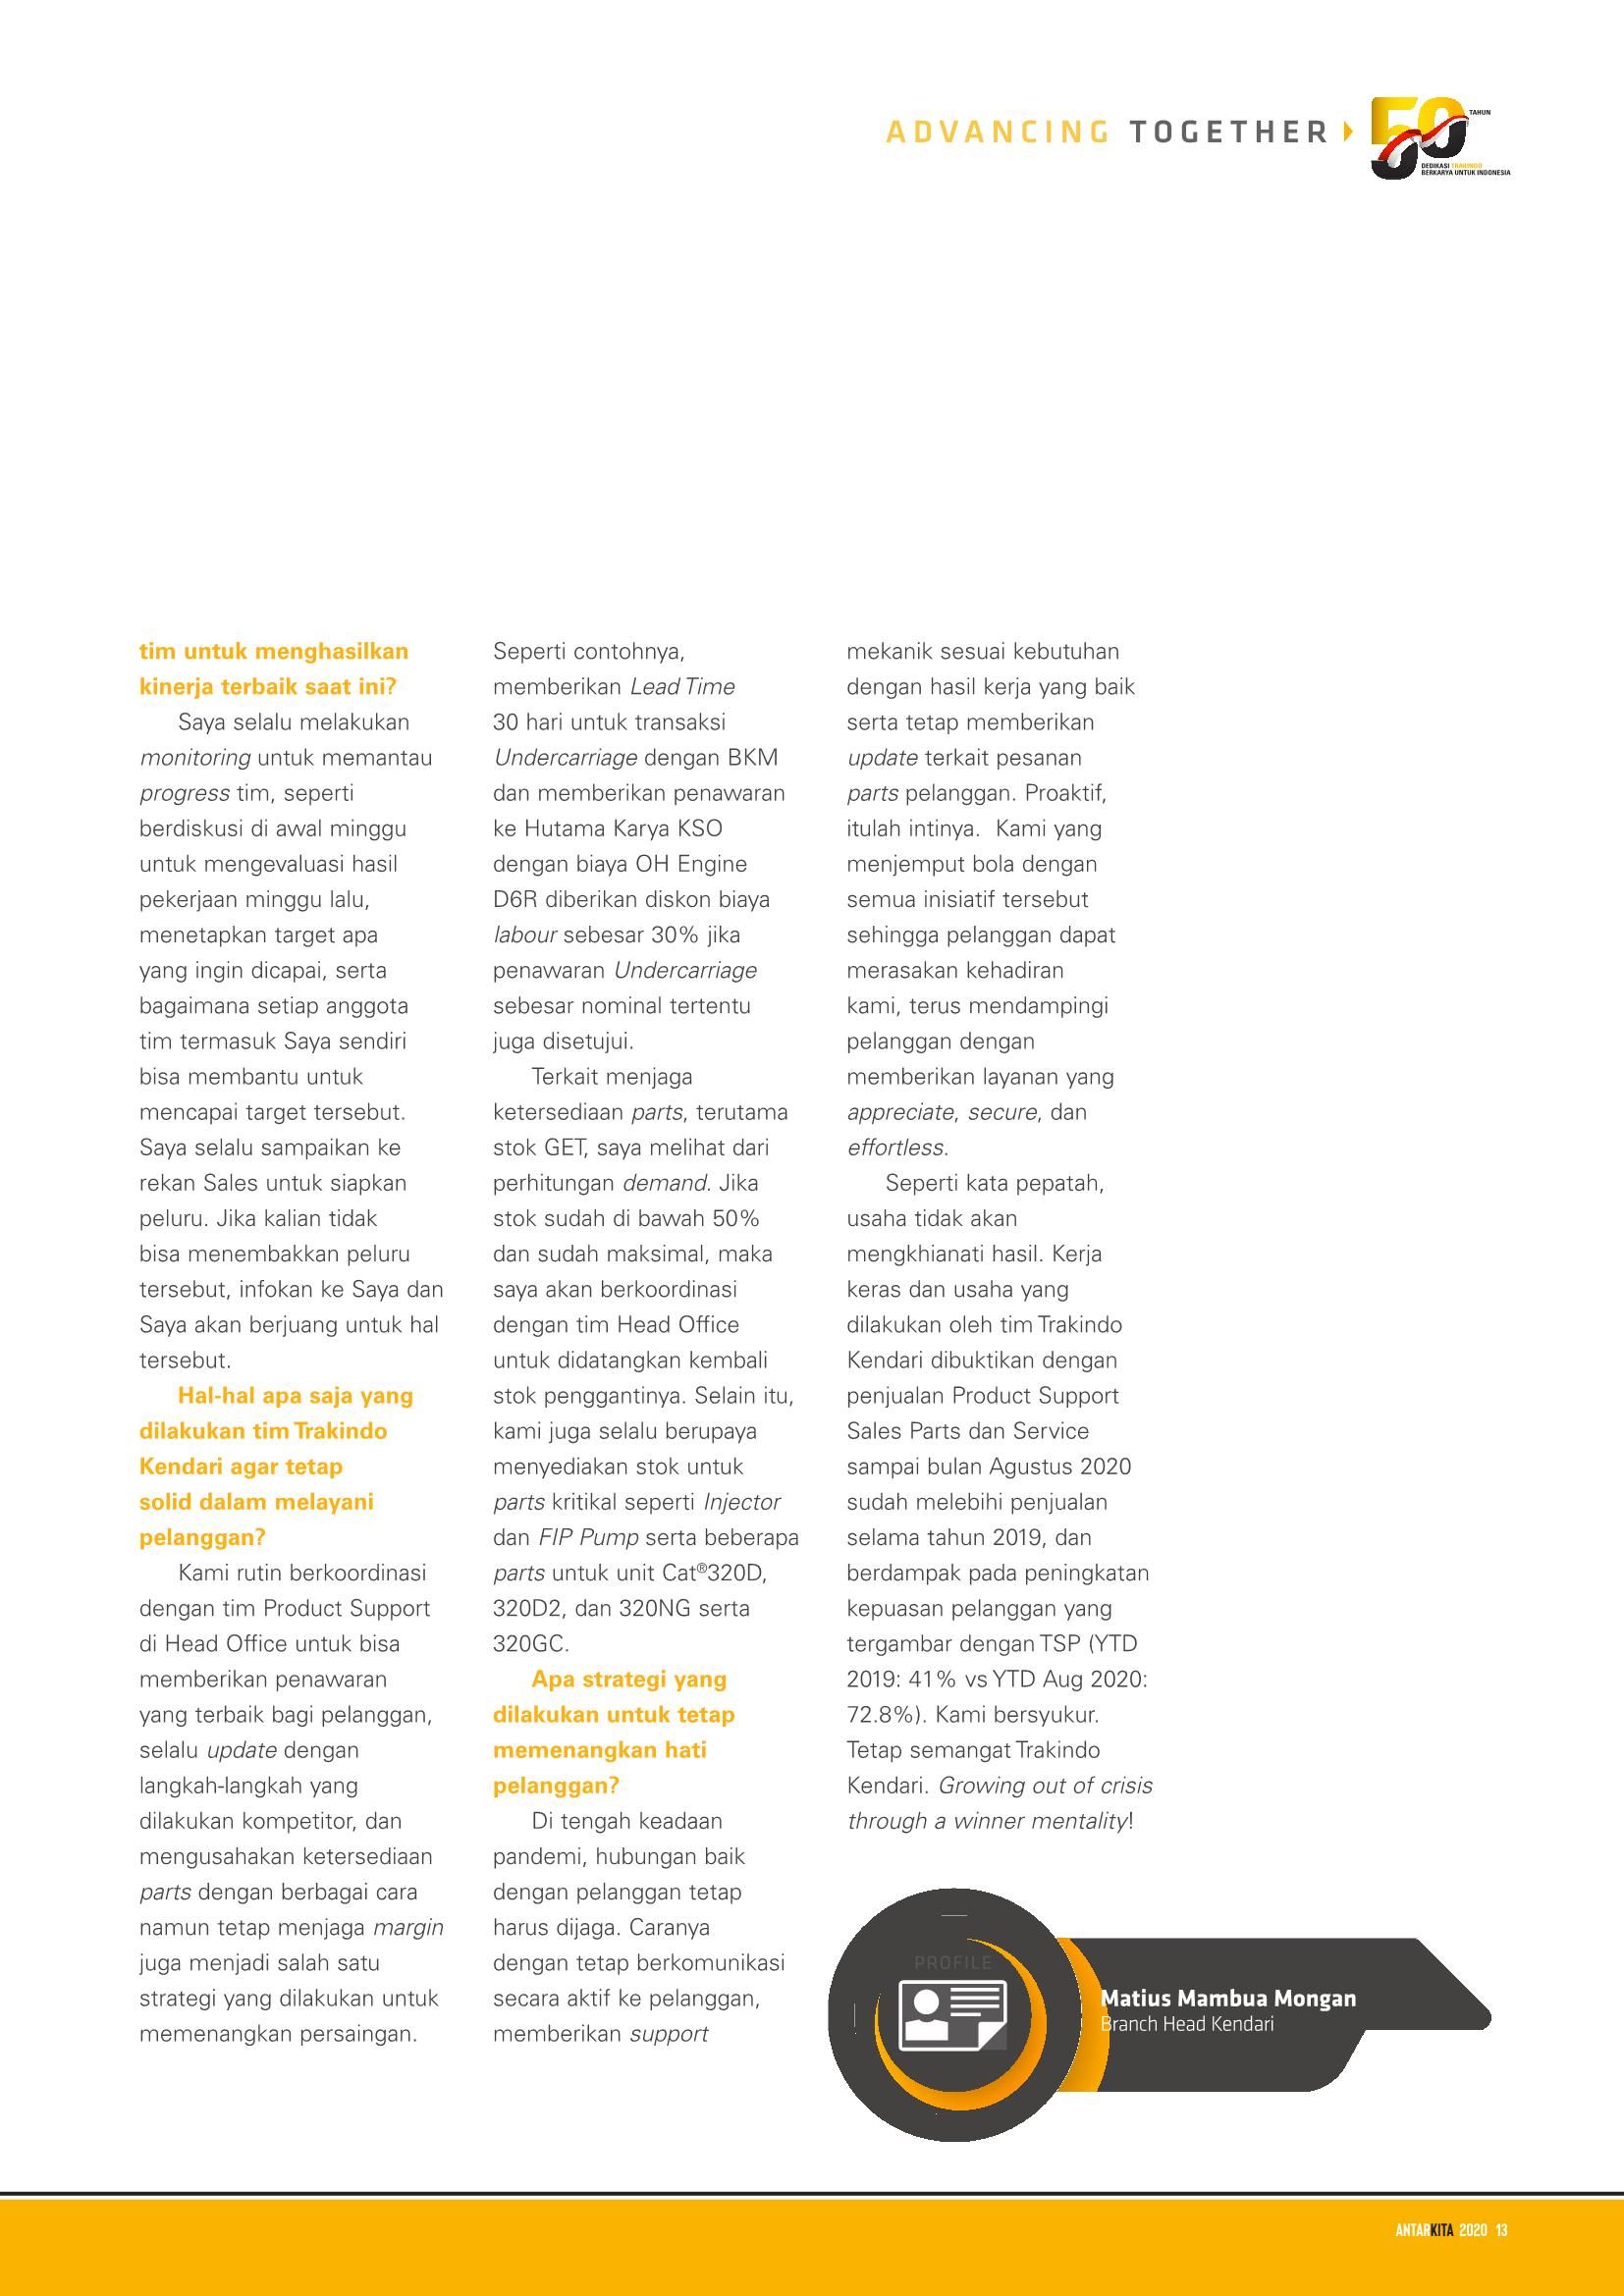 ADVANCING TOGETHER
50 TAHUN
DEDIKASI TRAKINDO
BERKARYA UNTUK INDONESIA
tim untuk menghasilkan
kinerja terbaik saat ini?
Saya selalu melakukan
monitoring untuk memantau
progress tim, seperti
berdiskusi di awal minggu
untuk mengevaluasi hasil
pekerjaan minggu lalu,
menetapkan target apa
yang ingin dicapai, serta
bagaimana setiap anggota
tim termasuk Saya sendiri
bisa membantu untuk
mencapai target tersebut.
Saya selalu sampaikan ke
rekan Sales untuk siapkan
peluru. Jika kalian tidak
bisa menembakkan peluru
tersebut, infokan ke Saya dan
Saya akan berjuang untuk hal
tersebut.
Hal-hal apa saja yang
dilakukan tim Trakindo
Kendari agar tetap
solid dalam melayani
pelanggan?
Kami rutin berkoordinasi
dengan tim Product Support
di Head Office untuk bisa
memberikan penawaran
yang terbaik bagi pelanggan,
selalu update dengan
langkah-langkah yang
dilakukan kompetitor, dan
mengusahakan ketersediaan
parts dengan berbagai cara
namun tetap menjaga margin
juga menjadi salah satu
strategi yang dilakukan untuk
memenangkan persaingan.
Seperti contohnya,
memberikan Lead Time
30 hari untuk transaksi
Undercarriage dengan BKM
dan memberikan penawaran
ke Hutama Karya KSO
dengan biaya OH Engine
D6R diberikan diskon biaya
labour sebesar 30% jika
penawaran Undercarriage
sebesar nominal tertentu
juga disetujui.
Terkait menjaga
ketersediaan parts, terutama
stok GET, saya melihat dari
perhitungan demand. Jika
stok sudah di bawah 50%
dan sudah maksimal, maka
saya akan berkoordinasi
dengan tim Head Office
untuk didatangkan kembali
stok penggantinya. Selain itu,
kami juga selalu berupaya
menyediakan stok untuk
parts kritikal seperti Injector
dan FIP Pump serta beberapa
parts untuk unit Cat®320D,
320D2, dan 320NG serta
320GC.
Apa strategi yang
dilakukan untuk tetap
memenangkan hati
pelanggan?
Di tengah keadaan
pandemi, hubungan baik
dengan pelanggan tetap
harus dijaga. Caranya
dengan tetap berkomunikasi
secara aktif ke pelanggan,
memberikan support
mekanik sesuai kebutuhan
dengan hasil kerja yang baik
serta tetap memberikan
update terkait pesanan
parts pelanggan. Proaktif,
itulah intinya. Kami yang
menjemput bola dengan
semua inisiatif tersebut
sehingga pelanggan dapat
merasakan kehadiran
kami, terus mendampingi
pelanggan dengan
memberikan layanan yang
appreciate, secure, dan
effortless.
Seperti kata pepatah,
usaha tidak akan
mengkhianati hasil. Kerja
keras dan usaha yang
dilakukan oleh tim Trakindo
Kendari dibuktikan dengan
penjualan Product Support
Sales Parts dan Service
sampai bulan Agustus 2020
sudah melebihi penjualan
selama tahun 2019, dan
berdampak pada peningkatan
kepuasan pelanggan yang
tergambar dengan TSP (YTD
2019: 41% vs YTD Aug 2020:
72.8%). Kami bersyukur.
Tetap semangat Trakindo
Kendari. Growing out of crisis
through a winner mentality!
PROFILE
Matius Mambua Mongan
Branch Head Kendari
ANTARKITA 2020 13